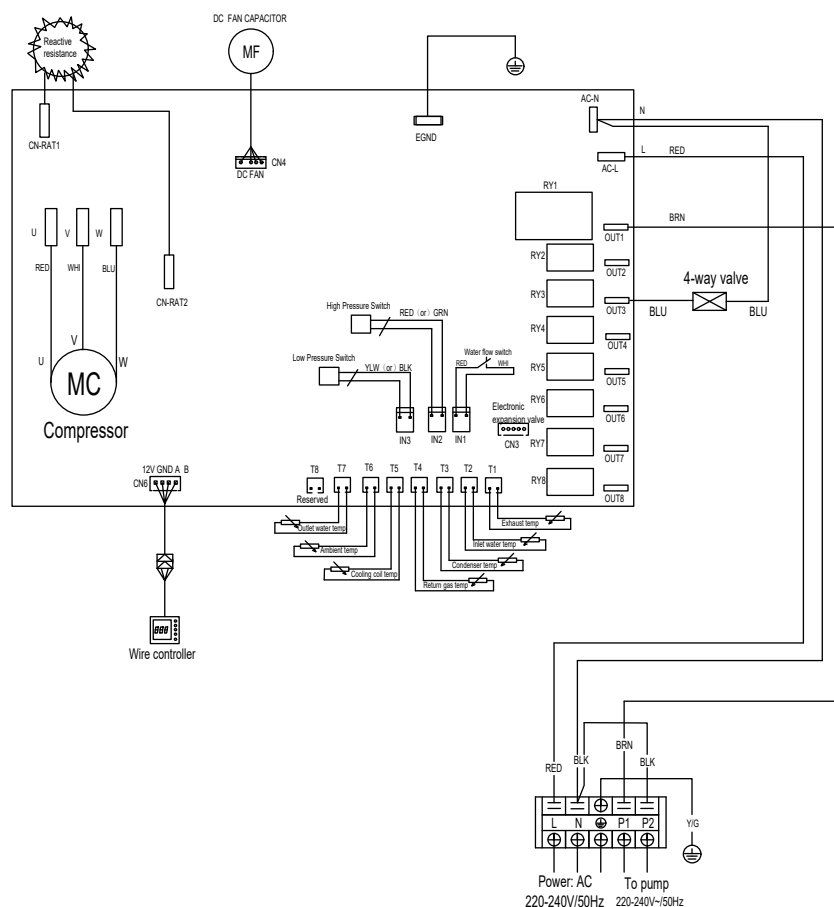 DC FAN CAPACITOR
Reactive
resistance
MF
AC-N
N
EGND
CN-RAT1
CN4
DC FAN
L
RED
AC-L
RY1
BRN
OUT1
U
V
W
RY2
OUT2
RED
WHI
BLU
4-way valve
CN-RAT2
RY3
OUT3
BLU
BLU
High Pressure Switch
RED (or) GRN
RY4
OUT4
V
Low Pressure Switch
YLW (or) BLK
Water flow switch
RED
WHI
U
W
RY5
OUT5
MC
Compressor
RY6
OUT6
Electronic
expansion valve
IN3
IN2
IN1
CN3
RY7
OUT7
12V GND A B
CN6
T8
T7
T6
T5
T4
T3
T2
T1
RY8
OUT8
Reserved
Outlet water temp
Exhaust temp
Ambient temp
Inlet water temp
Cooling coil temp
Condenser temp
Return gas temp
888
Wire controller
RED
BLK
BRN
BLK
L
N
P1
P2
Y/G
Power: AC
220-240V/50Hz
To pump
220-240V~/50Hz